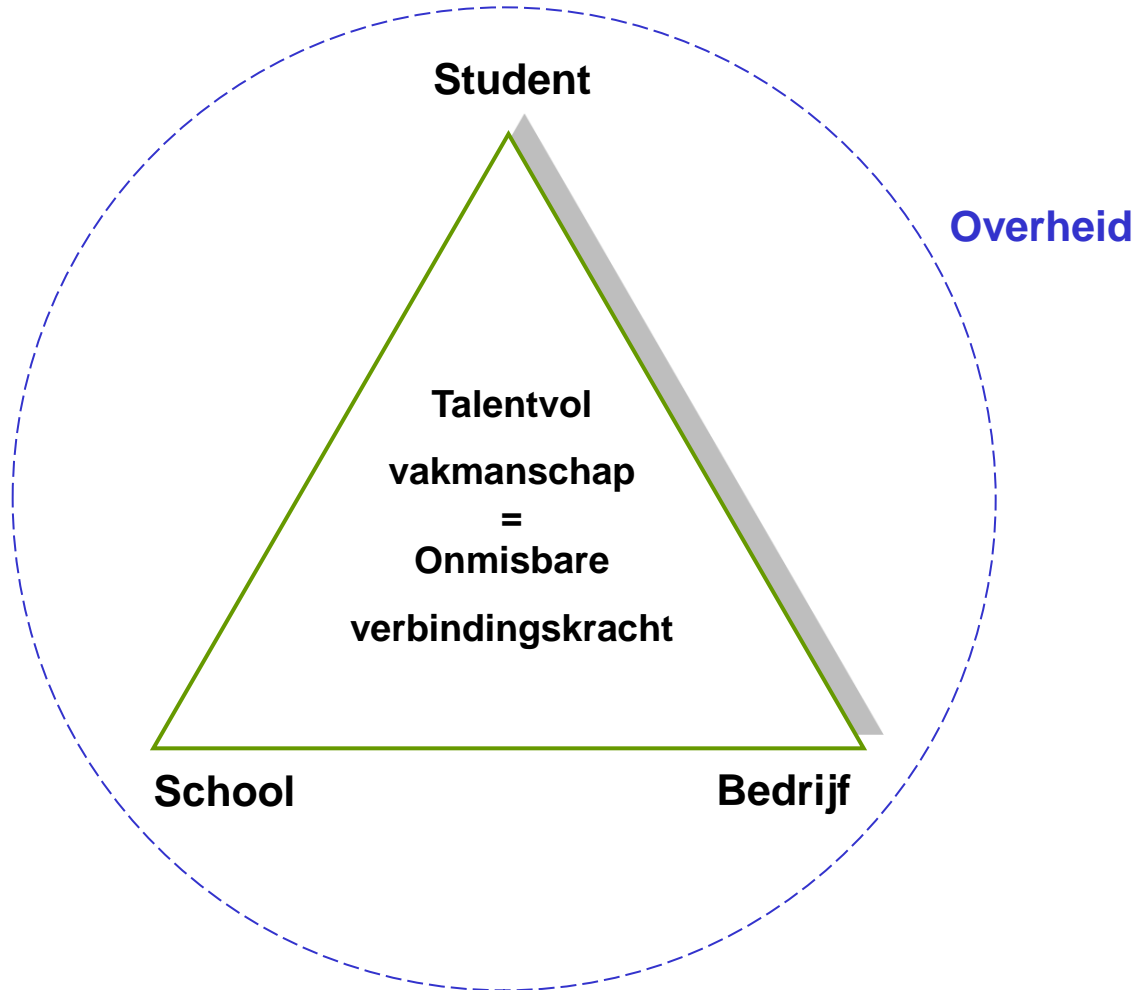 Student
Overheid
Talentvol
vakmanschap
=
Onmisbare
verbindingskracht
School
Bedrijf